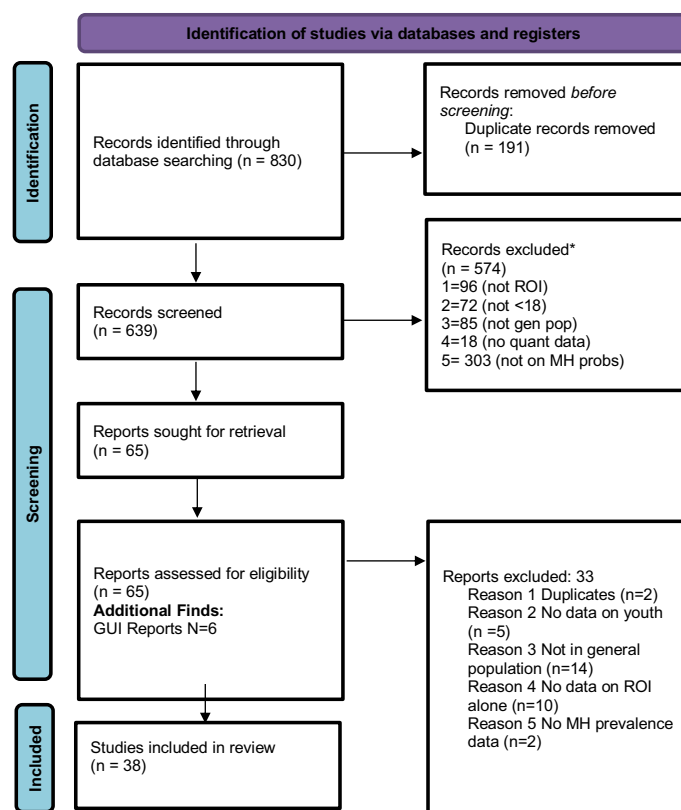 Identification of studies via databases and registers
Identification
Records identified through
database searching (n = 830)
Records removed before
screening:
Duplicate records removed
(n = 191)
Screening
Records screened
(n = 639)
Records excluded*
(n = 574)
1=96 (not ROI)
2=72 (not <18)
3=85 (not gen pop)
4=18 (no quant data)
5= 303 (not on MH probs)
Reports sought for retrieval
(n = 65)
Reports assessed for eligibility
(n = 65)
Additional Finds:
GUI Reports N=6
Reports excluded: 33
Reason 1 Duplicates (n=2)
Reason 2 No data on youth
(n =5)
Reason 3 Not in general
population (n=14)
Reason 4 No data on ROI
alone (n=10)
Reason 5 No MH prevalence
data (n=2)
Included
Studies included in review
(n = 38)